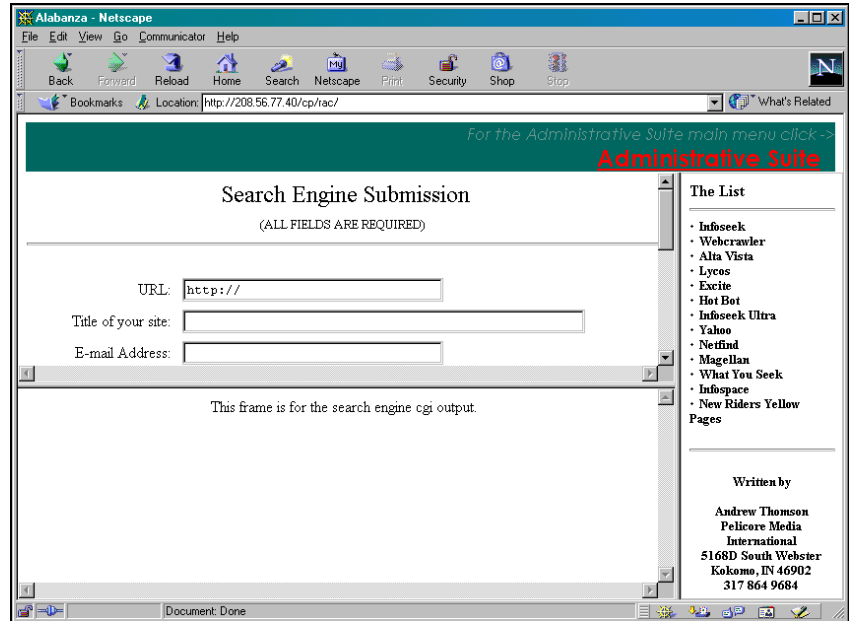 Alabanza - Netscape
File Edit View Go Communicator Help
Back Forward Reload Home Search Netscape Print Security Shop Stop
My
N
Bookmarks Location: http://208.56.77.40/cp/rac/ What's Related
For the Administrative Suite main menu click ->
Administrative Suite
Search Engine Submission
(ALL FIELDS ARE REQUIRED)
URL: http://
Title of your site:
E-mail Address:
This frame is for the search engine cgi output.
The List
· Infoseek
· Webcrawler
· Alta Vista
· Lycos
· Excite
· Hot Bot
· Infoseek Ultra
· Yahoo
· Netfind
· Magellan
· What You Seek
· Infospace
· New Riders Yellow
Pages
Written by
Andrew Thomson
Pelicore Media
International
5168D South Webster
Kokomo, IN 46902
317 864 9684
Document: Done